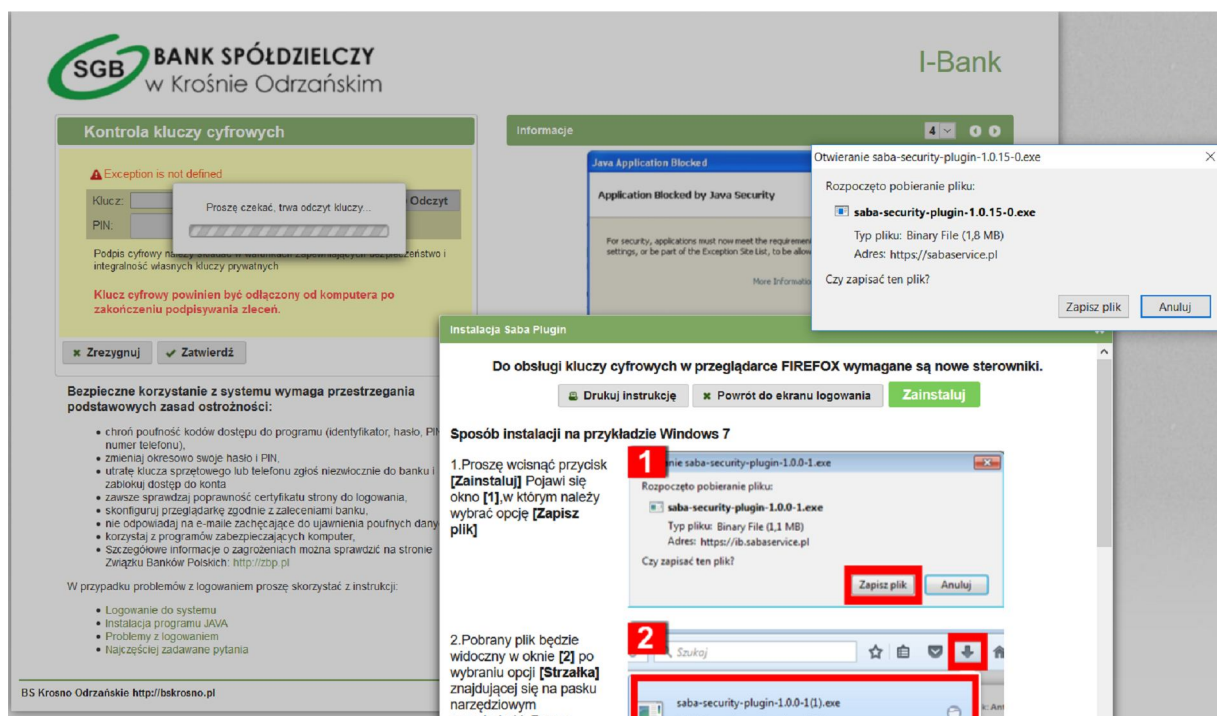 SGB
BANK SPÓŁDZIELCZY
w Krośnie Odrzańskim
I-Bank
Kontrola kluczy cyfrowych
Exception is not defined
Klucz:
Odczyt
PIN:
Proszę czekać, trwa odczyt kluczy...
Podpis cyfrowy
integralność własnych kluczy prywatnych
Klucz cyfrowy powinien być odłączony od komputera po
zakończeniu podpisywania zleceń.
Zrezygnuj
Zatwierdź
Bezpieczne korzystanie z systemu wymaga przestrzegania
podstawowych zasad ostrożności:
• chroń poufność kodów dostępu do programu (identyfikator, hasło, PIN
numer telefonu),
• zmieniaj okresowo swoje hasło i PIN,
• utratę klucza sprzętowego lub telefonu zgłoś niezwłocznie do banku i
zablokuj dostęp do konta
• zawsze sprawdzaj poprawność certyfikatu strony do logowania,
• skonfiguruj przeglądarkę zgodnie z zaleceniami banku,
• nie odpowiadaj na e-maile zachęcające do ujawnienia poufnych dany
• korzystaj z programów zabezpieczających komputer,
• Szczegółowe informacje o zagrożeniach można sprawdzić na stronie
Związku Banków Polskich: http://zbp.pl
W przypadku problemów z logowaniem proszę skorzystać z instrukcji:
• Logowanie do systemu
• Instalacja programu JAVA
• Problemy z logowaniem
• Najczęściej zadawane pytania
BS Krosno Odrzańskie http://bskrosno.pl
Informacje
4
Java Application Blocked
Application Blocked by Java Security
For security, applications must now meet the requiremen
settings, or be part of the Exception Site List, to be allow
More Informatio
Otwieranie saba-security-plugin-1.0.15-0.exe
Rozpoczęto pobieranie pliku:
saba-security-plugin-1.0.15-0.exe
Typ pliku: Binary File (1,8 MB)
Adres: https://sabaservice.pl
Czy zapisać ten plik?
Zapisz plik
Anuluj
Instalacja Saba Plugin
Do obsługi kluczy cyfrowych w przeglądarce FIREFOX wymagane są nowe sterowniki.
Drukuj instrukcję
Powrót do ekranu logowania
Zainstaluj
Sposób instalacji na przykładzie Windows 7
1.Proszę wcisnąć przycisk
[Zainstaluj] Pojawi się
okno [1],w którym należy
wybrać opcję [Zapisz
plik]
1
nie saba-security-plugin-1.0.0-1.exe
Rozpoczęto pobieranie pliku:
saba-security-plugin-1.0.0-1.exe
Typ pliku: Binary File (1,1 MB)
Adres: https://ib.sabaservice.pl
Czy zapisać ten plik?
Zapisz plik
Anuluj
2.Pobrany plik będzie
widoczny w oknie [2] po
wybraniu opcji [Strzałka]
znajdującej się na pasku
narzędziowym
2
Szukaj
saba-security-plugin-1.0.0-1(1).exe